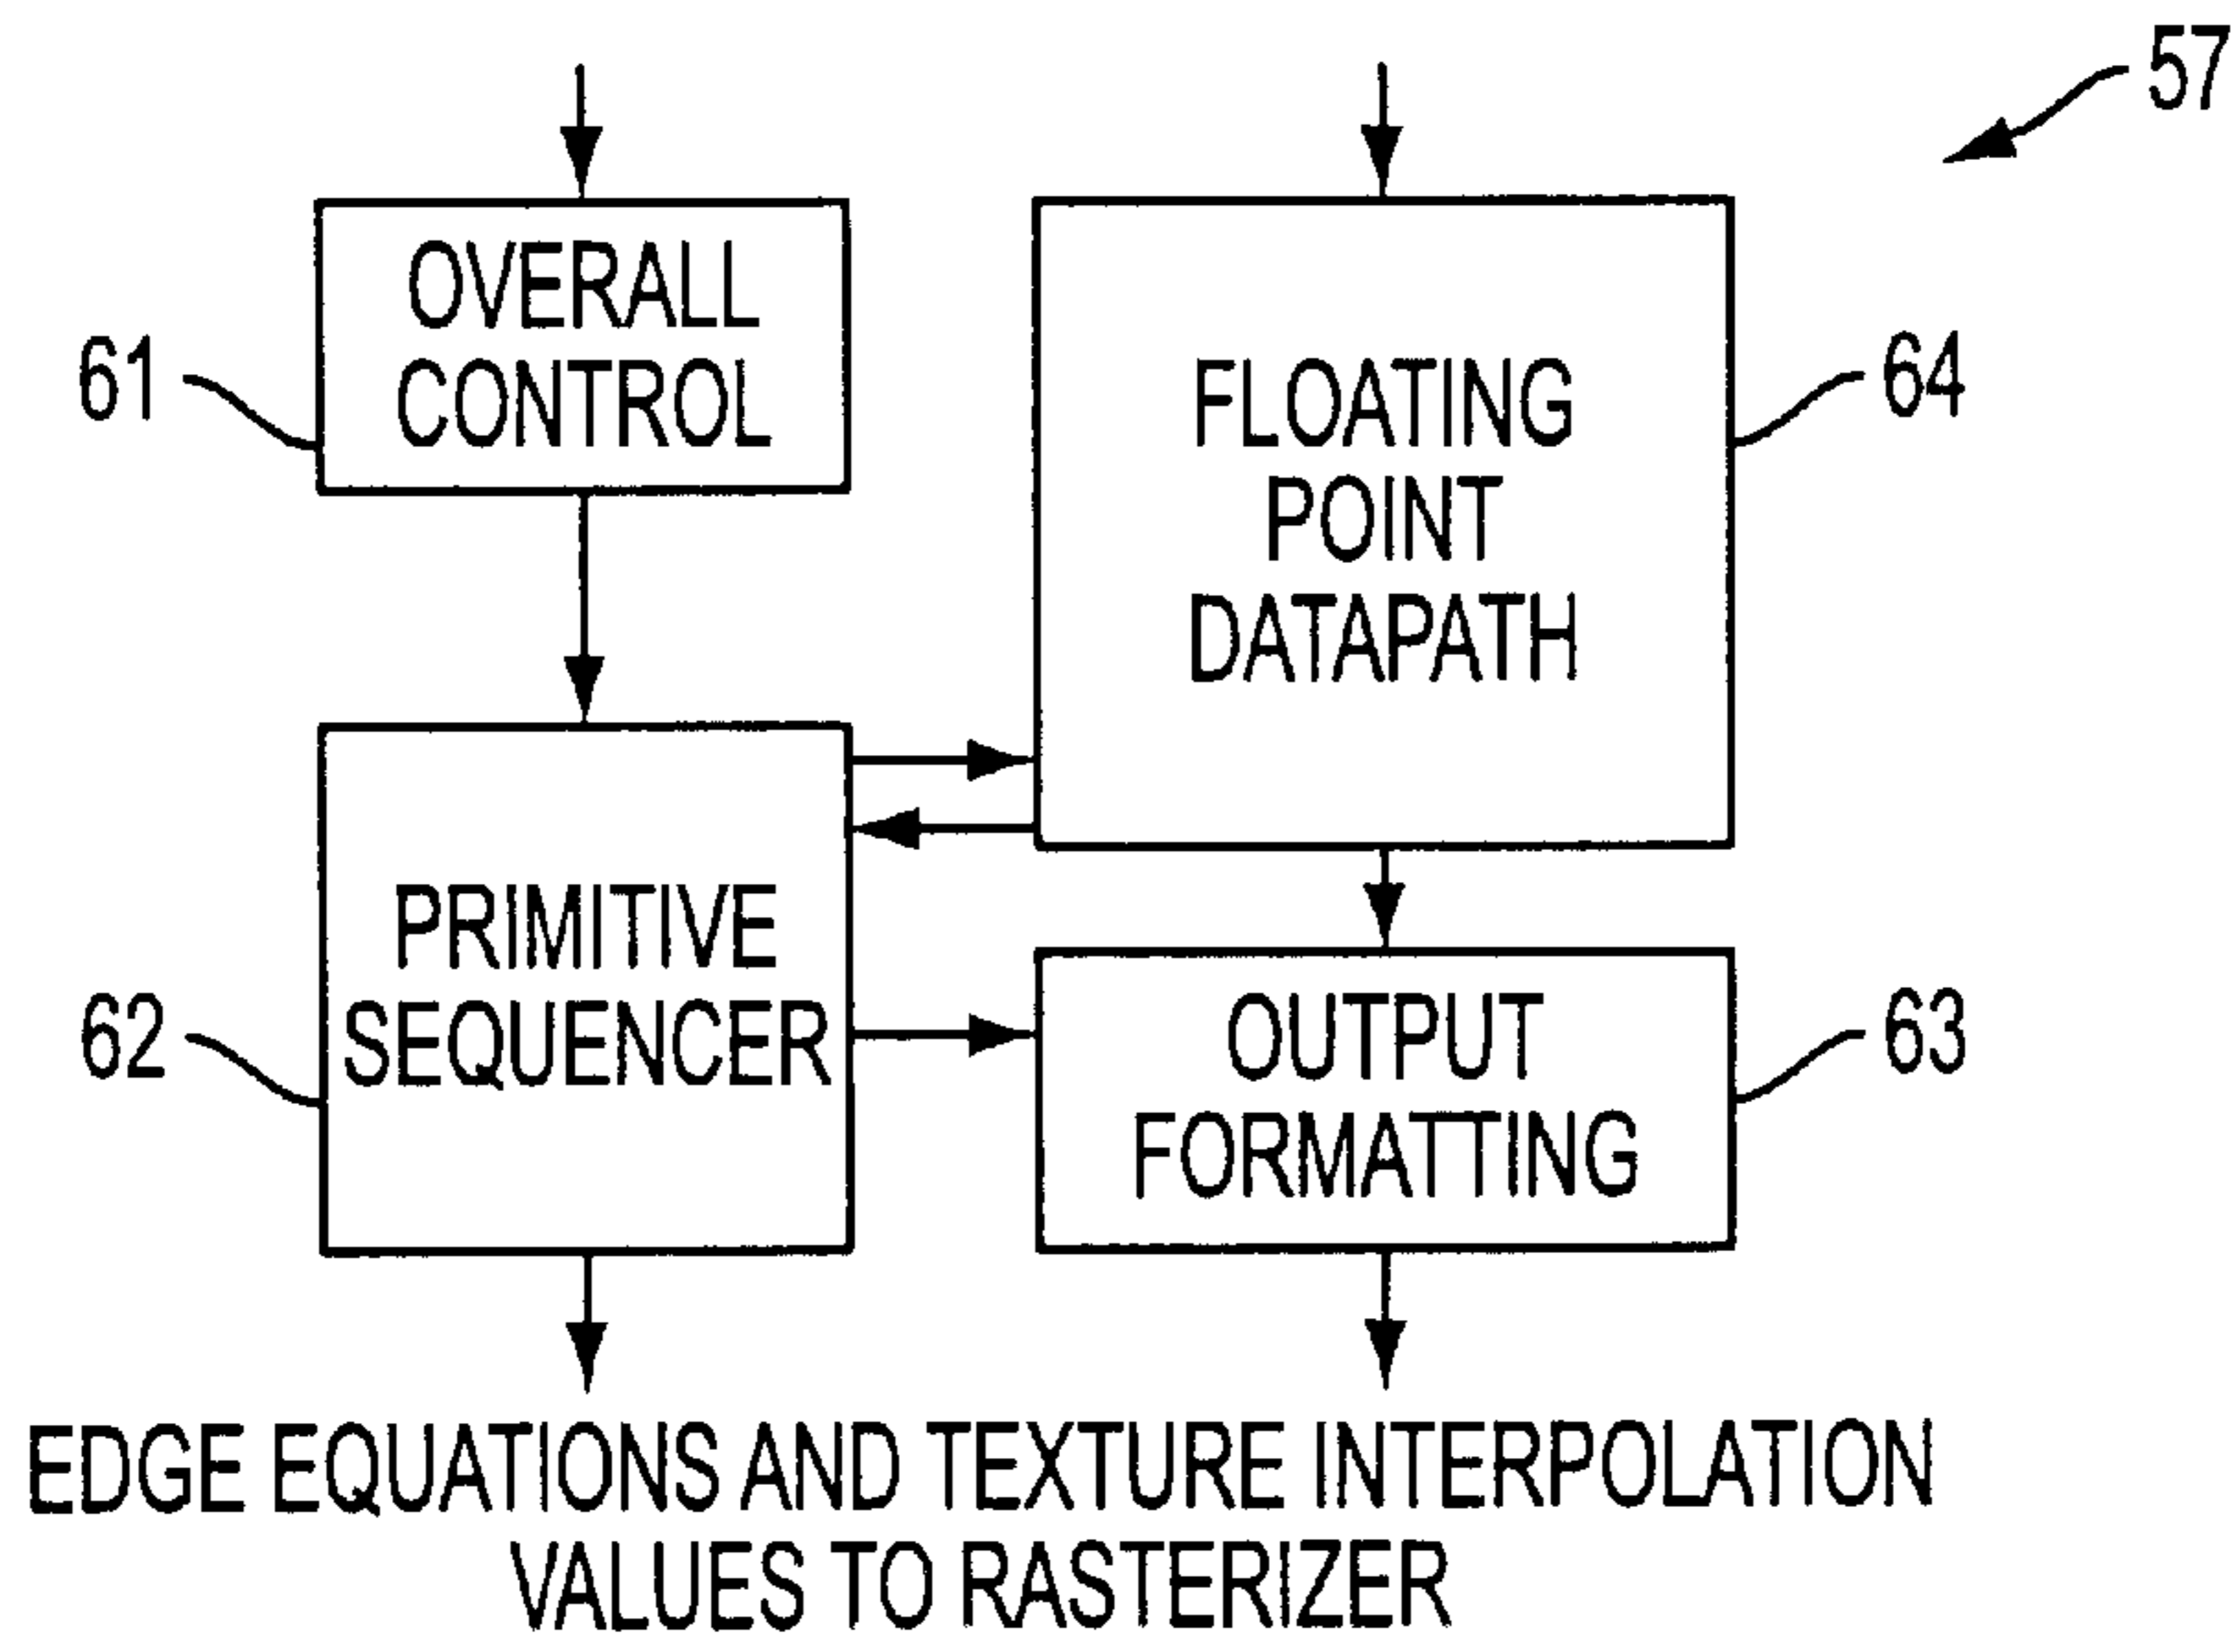 57
OVERALL
CONTROL
61
FLOATING
POINT
DATAPATH
64
PRIMITIVE
SEQUENCER
62
OUTPUT
FORMATTING
63
EDGE EQUATIONS AND TEXTURE INTERPOLATION
VALUES TO RASTERIZER